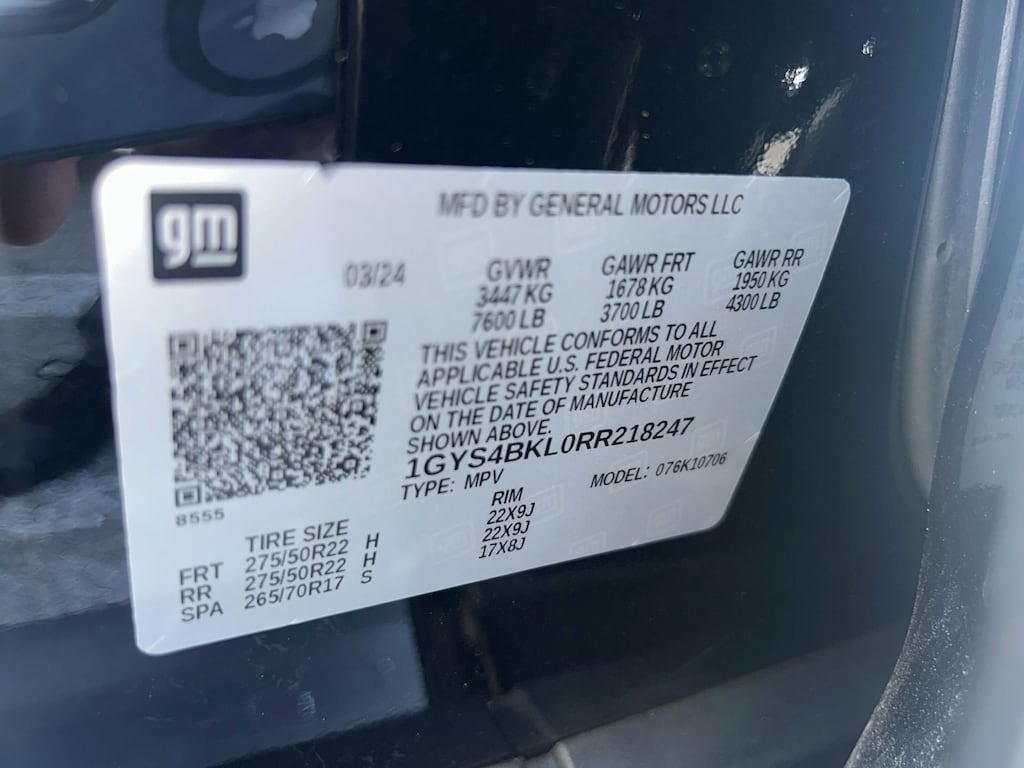 gm
MFD BY GENERAL MOTORS LLC
03/24 GVWR GAWR FRT GAWR RR
3447 KG 1678 KG 1950 KG
7600 LB 3700 LB 4300 LB
THIS VEHICLE CONFORMS TO ALL
APPLICABLE U.S. FEDERAL MOTOR
VEHICLE SAFETY STANDARDS IN EFFECT
ON THE DATE OF MANUFACTURE
SHOWN ABOVE.
1GYS4BKL0RR218247
TYPE: MPV MODEL: 076K10706
8555
TIRE SIZE RIM
FRT 275/50R22 H 22X9J
RR 275/50R22 H 22X9J
SPA 265/70R17 S 17X8J